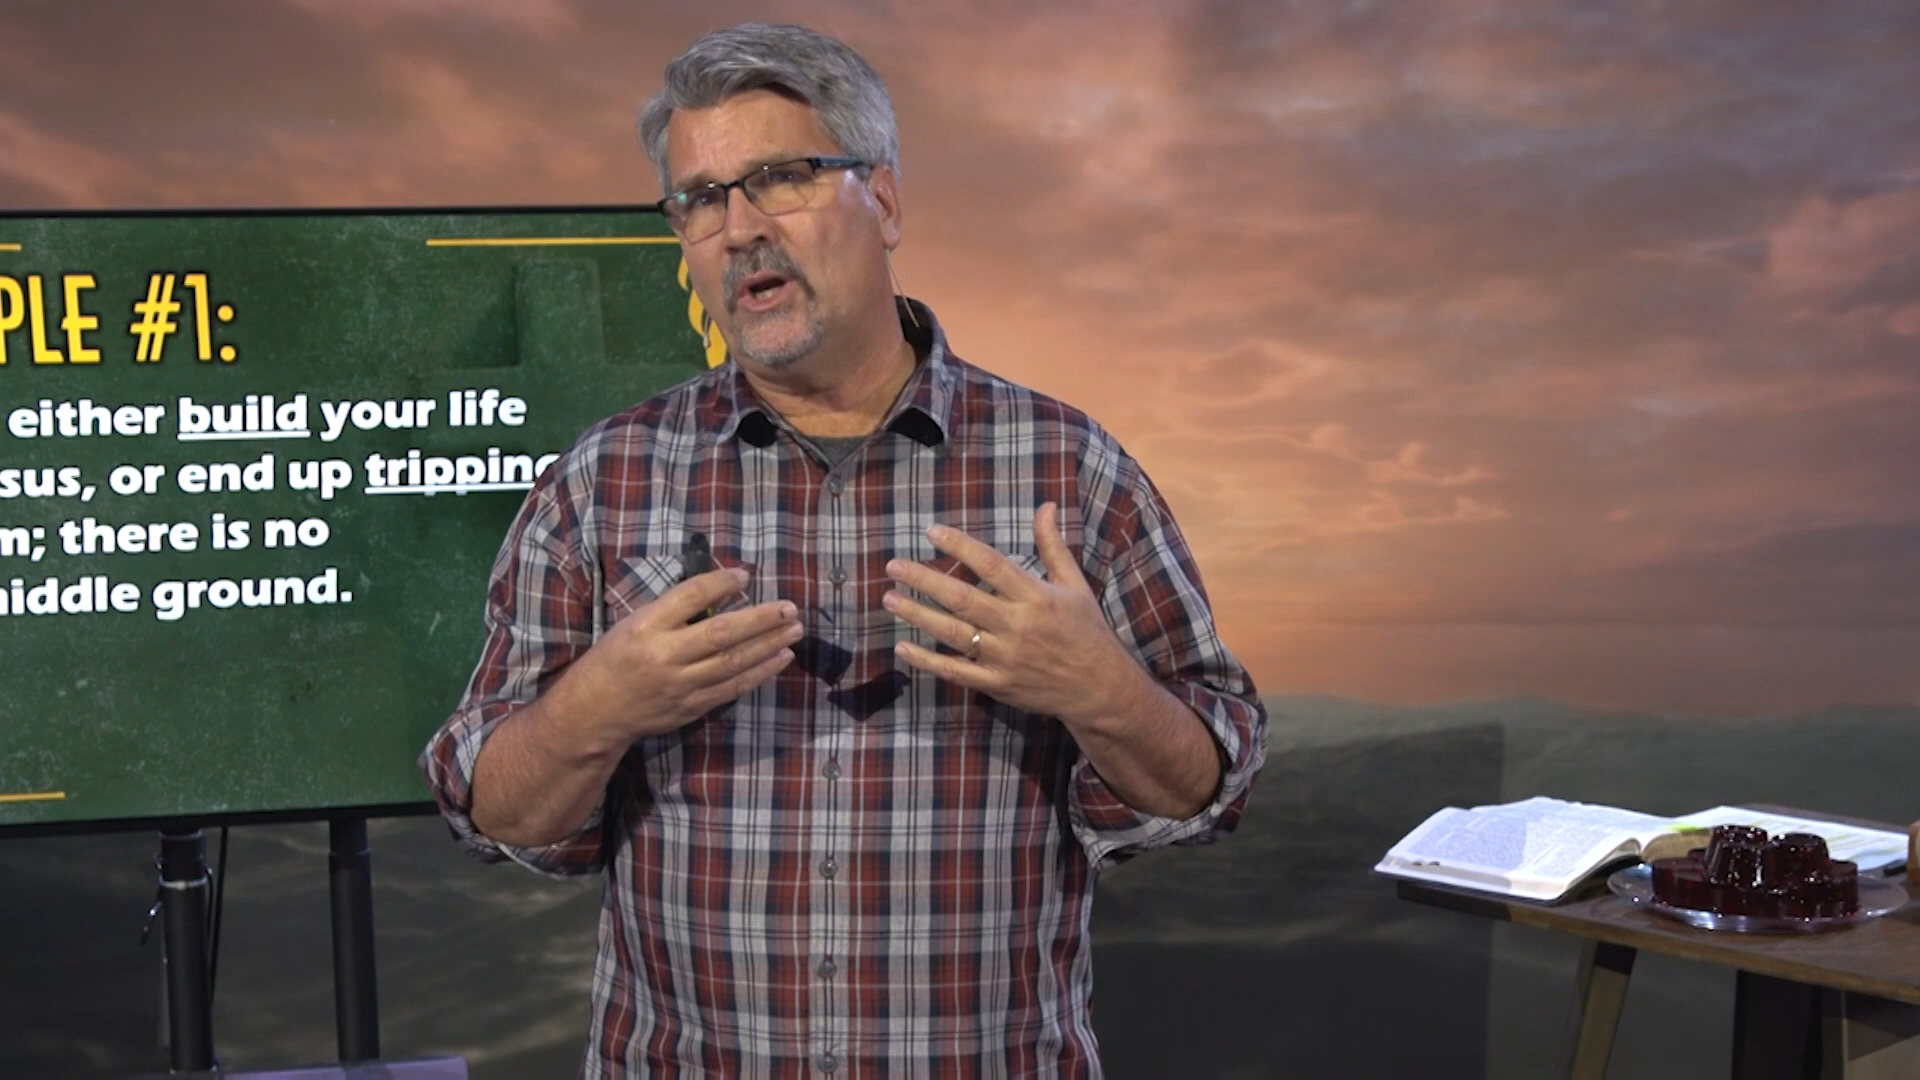 PLE #1:
either build your life
sus, or end up tripping
m; there is no
iddle ground.